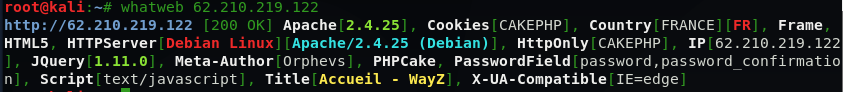 root@kali:~# whatweb 62.210.219.122
http://62.210.219.122 [200 OK] Apache[2.4.25], Cookies[CAKEPHP], Country[FRANCE][FR], Frame,
HTML5, HTTPServer[Debian Linux][Apache/2.4.25 (Debian)], HttpOnly[CAKEPHP], IP[62.210.219.122
], JQuery[1.11.0], Meta-Author[Orphevs], PHPCake, PasswordField[password,password_confirmatio
n], Script[text/javascript], Title[Accueil - WayZ], X-UA-Compatible[IE=edge]